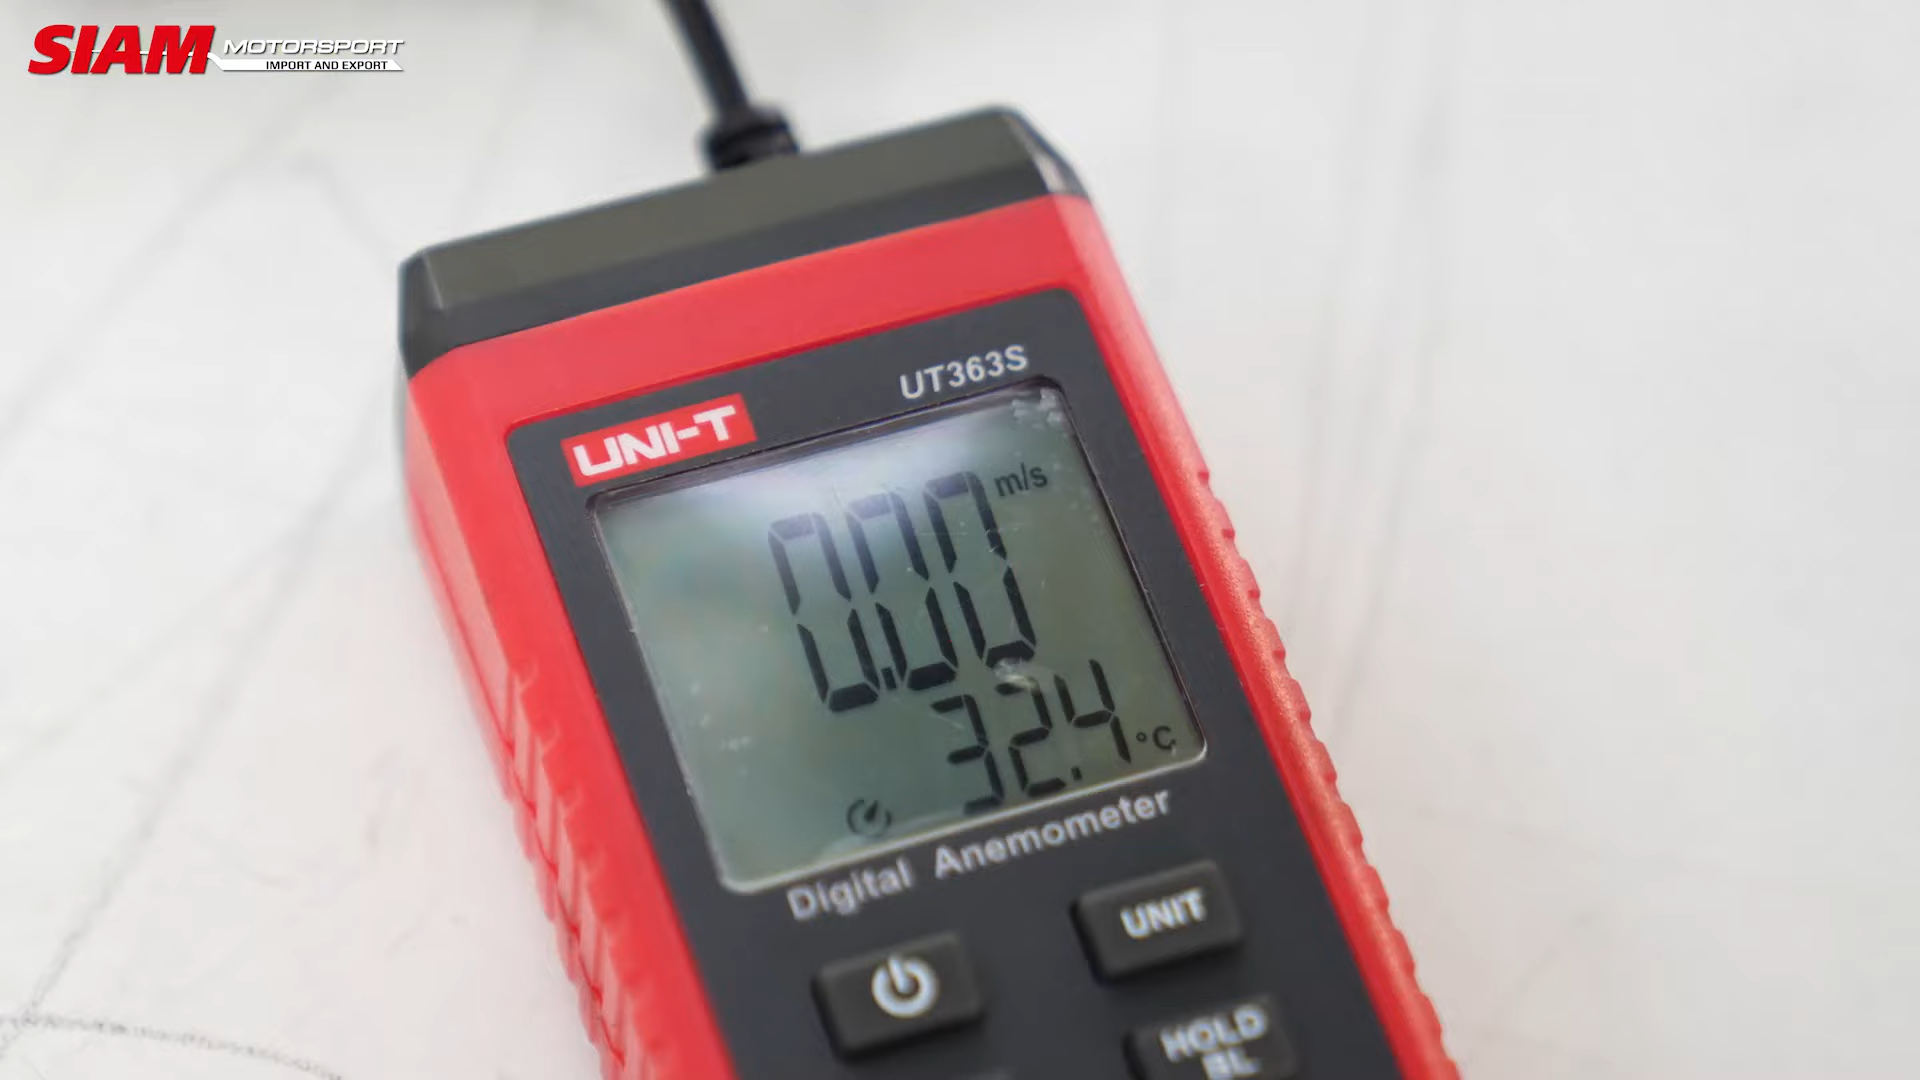 SIAM MOTORSPORT
IMPORT AND EXPORT
UT363S
UNI-T
0.00 m/s
32.4 °C
Digital Anemometer
UNIT
HOLD
BL